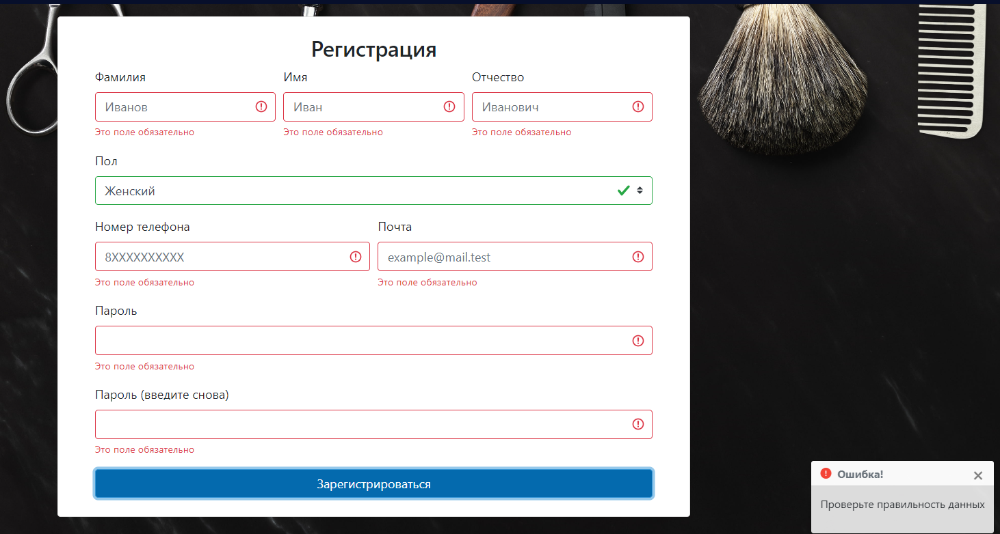 Регистрация
Фамилия Имя Отчество
Иванов Иван Иванович
Это поле обязательно Это поле обязательно Это поле обязательно
Пол
Женский
Номер телефона Почта
8XXXXXXXXXX example@mail.test
Это поле обязательно Это поле обязательно
Пароль
Это поле обязательно
Пароль (введите снова)
Это поле обязательно
Зарегистрироваться
Ошибка!
Проверьте правильность данных